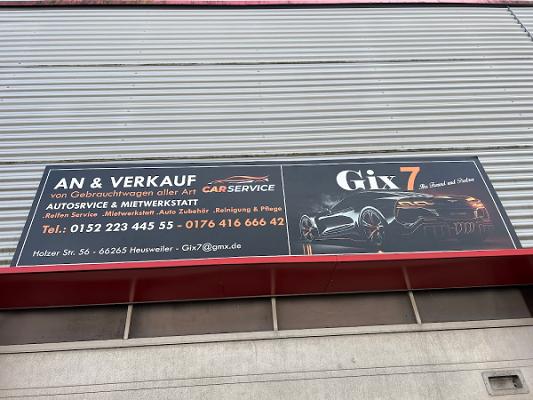 AN & VERKAUF
von Gebrauchtwagen aller Art
CARSERVICE
AUTOSRVICE & MIETWERKSTATT
.Reifen Service .Mietwerkstatt .Auto Zubehör .Reinigung & Pflege
Tel.: 0152 223 445 55 - 0176 416 666 42
Holzer Str. 56 - 66265 Heusweiler - Gix7@gmx.de
Gix7